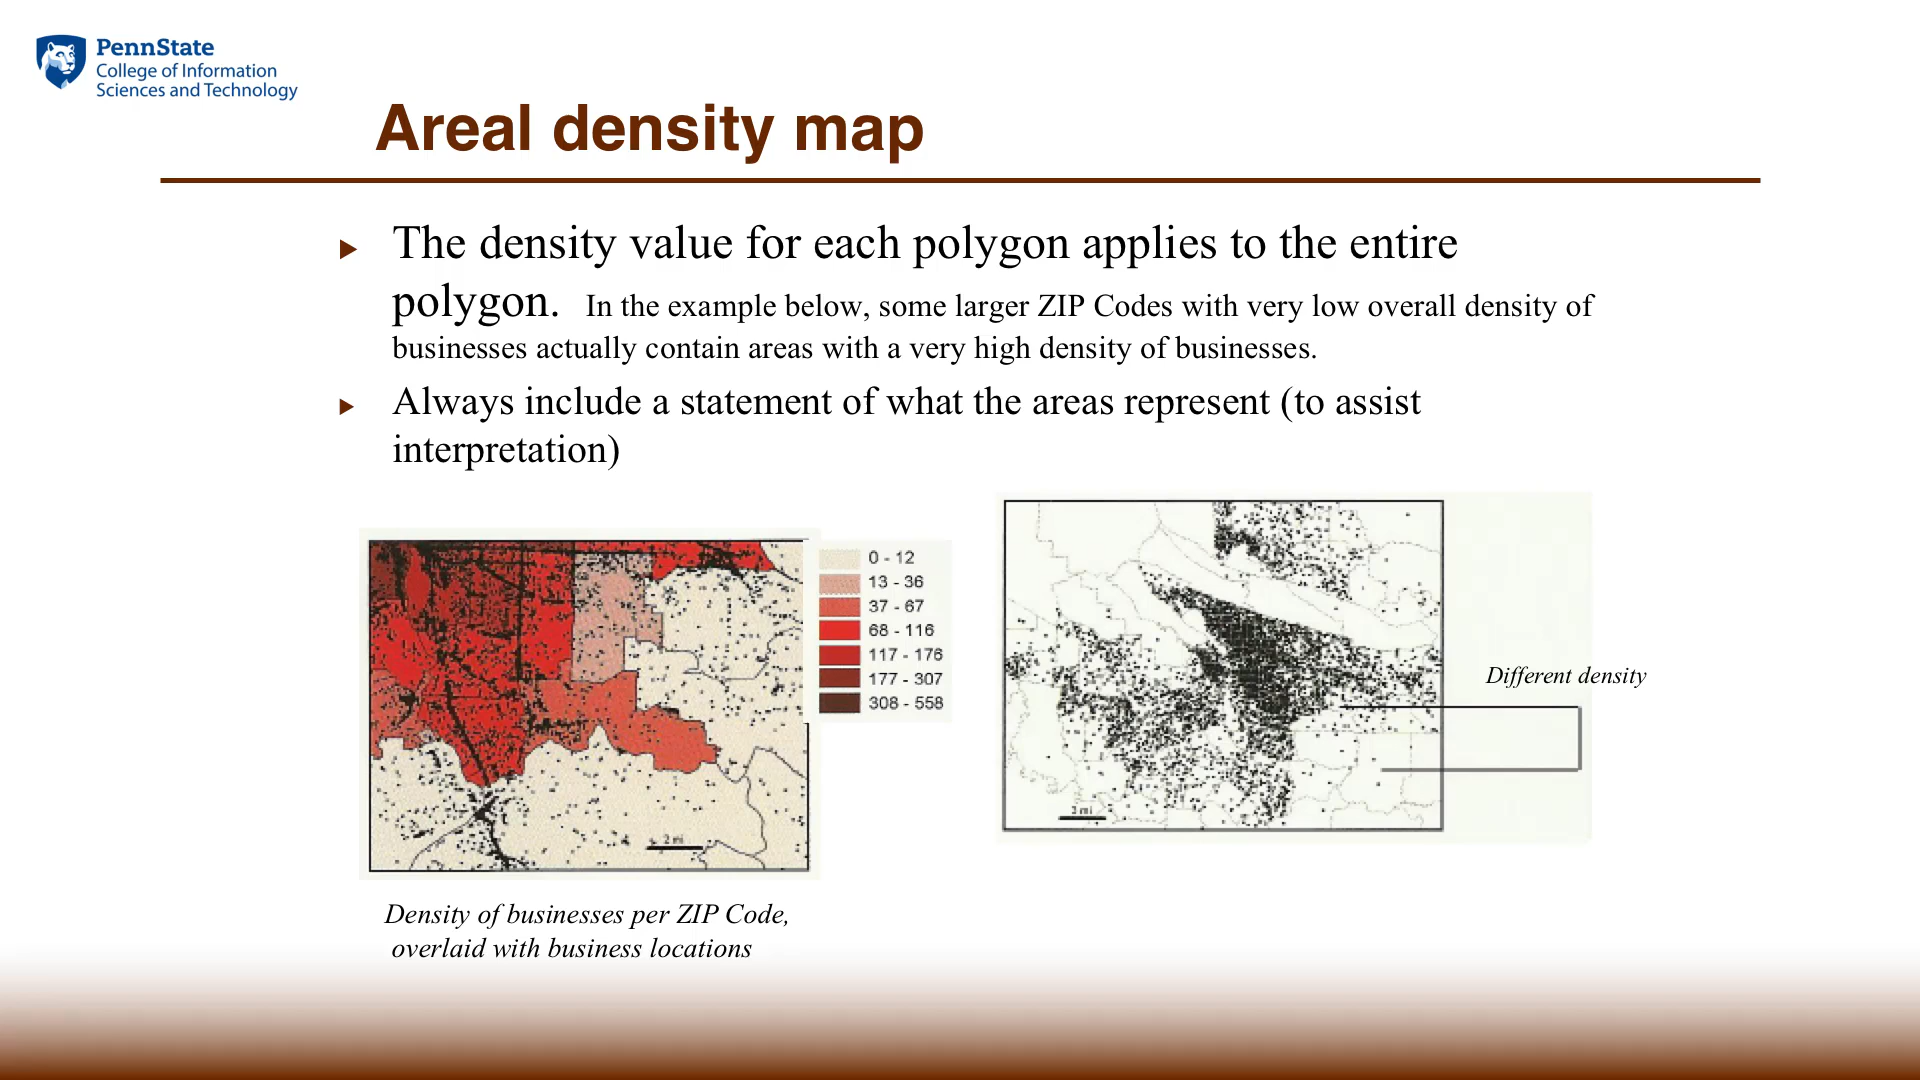 PennState
College of Information
Sciences and Technology
Areal density map
The density value for each polygon applies to the entire
polygon. In the example below, some larger ZIP Codes with very low overall density of
businesses actually contain areas with a very high density of businesses.
Always include a statement of what the areas represent (to assist
interpretation)
0 - 12
13 - 36
37 - 67
68 - 116
117 - 176
177 - 307
308 - 558
2 mi
3 mi
Different density
Density of businesses per ZIP Code,
overlaid with business locations